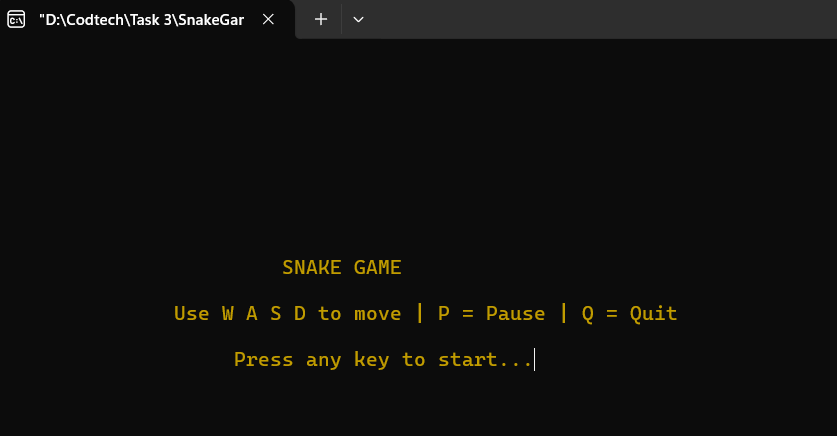 "D:\Codtech\Task 3\SnakeGar
SNAKE GAME
Use W A S D to move | P = Pause | Q = Quit
Press any key to start...